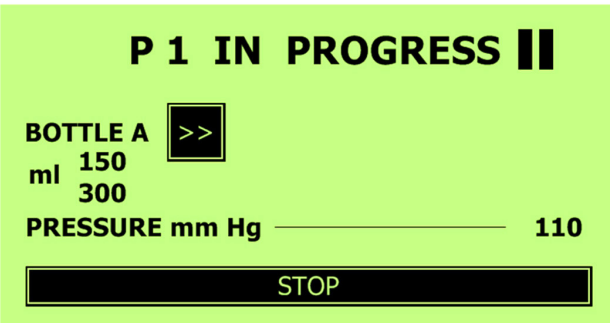 P 1 IN PROGRESS
BOTTLE A >>
ml 150
300
PRESSURE mm Hg 110
STOP